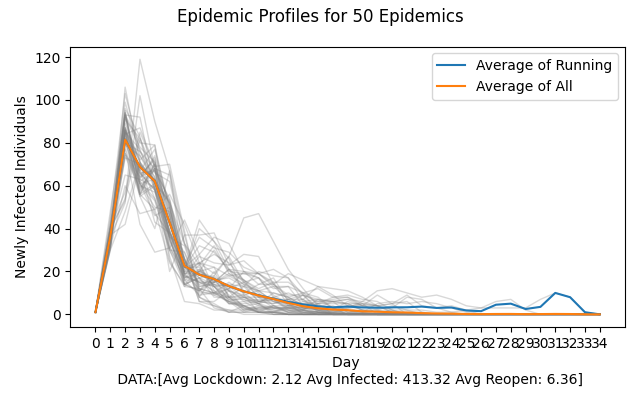 Epidemic Profiles for 50 Epidemics
120
100
80
60
40
20
0
Newly Infected Individuals
Average of Running
Average of All
0 1 2 3 4 5 6 7 8 9 10 11 12 13 14 15 16 17 18 19 20 21 22 23 24 25 26 27 28 29 30 31 32 33 34
Day
DATA:[Avg Lockdown: 2.12 Avg Infected: 413.32 Avg Reopen: 6.36]